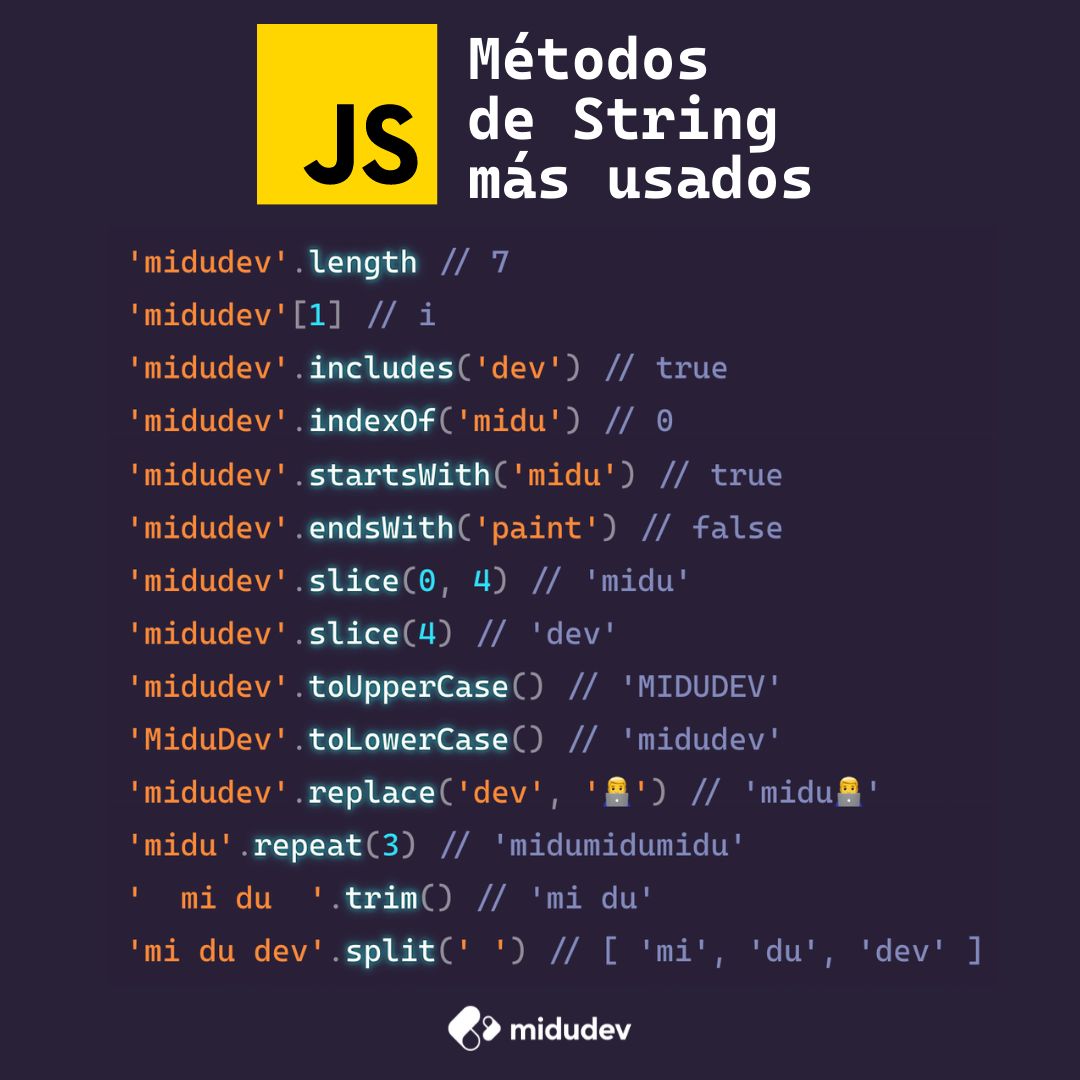 JS
Métodos
de String
más usados
'midudev'.length // 7
'midudev'[1] // i
'midudev'.includes('dev') // true
'midudev'.indexOf('midu') // 0
'midudev'.startsWith('midu') // true
'midudev'.endsWith('paint') // false
'midudev'.slice(0, 4) // 'midu'
'midudev'.slice(4) // 'dev'
'midudev'.toUpperCase() // 'MIDUDEV'
'MiduDev'.toLowerCase() // 'midudev'
'midudev'.replace('dev', '👨‍💻') // 'midu👨‍💻'
'midu'.repeat(3) // 'midumidumidu'
'  mi du  '.trim() // 'mi du'
'mi du dev'.split(' ') // [ 'mi', 'du', 'dev' ]
midudev